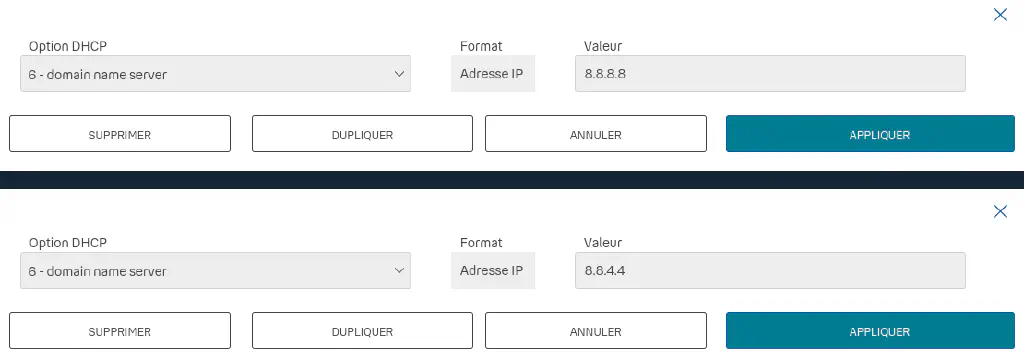 Option DHCP Format Valeur
6 - domain name server Adresse IP 8.8.8.8
SUPPRIMER DUPLIQUER ANNULER APPLIQUER
Option DHCP Format Valeur
6 - domain name server Adresse IP 8.8.4.4
SUPPRIMER DUPLIQUER ANNULER APPLIQUER